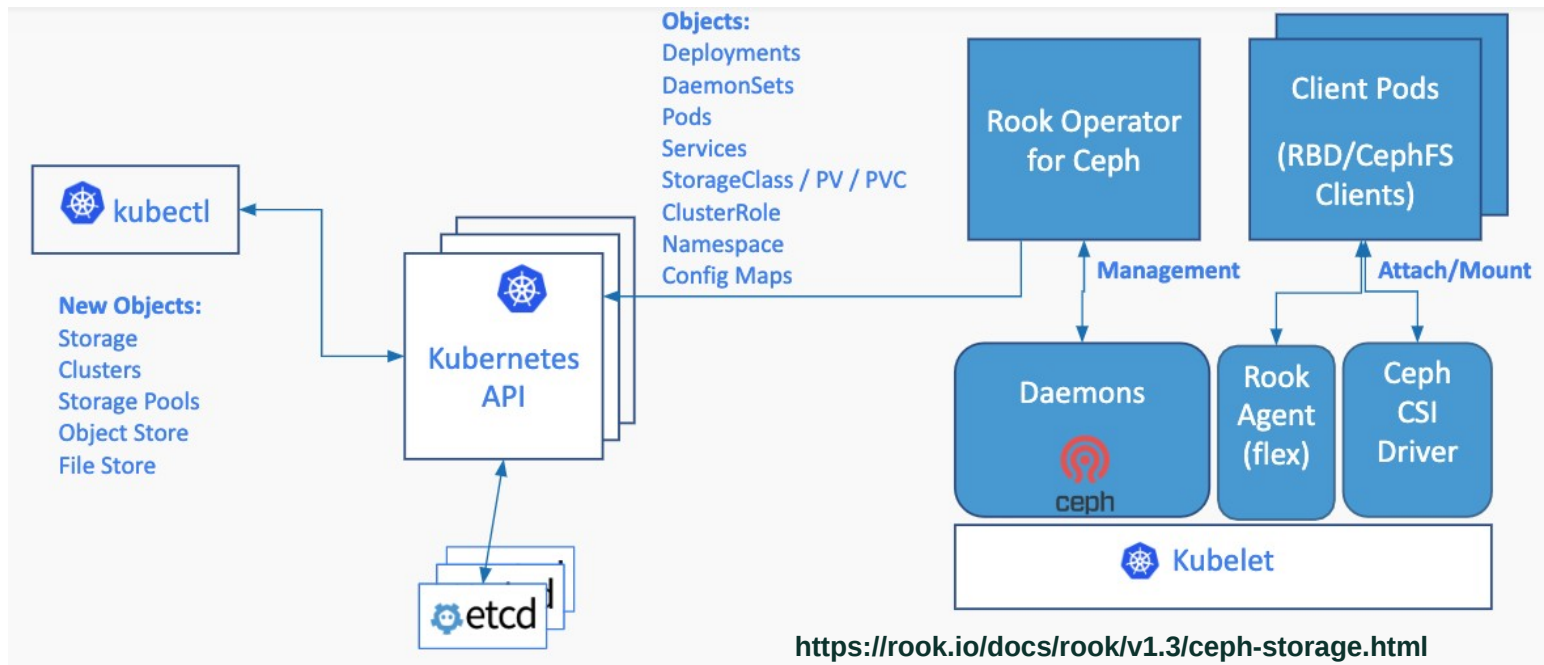 Objects:
Deployments
DaemonSets
Pods
Services
StorageClass / PV / PVC
ClusterRole
Namespace
Config Maps
kubectl
New Objects:
Storage
Clusters
Storage Pools
Object Store
File Store
Kubernetes
API
etcd
Rook Operator
for Ceph
Client Pods
(RBD/CephFS
Clients)
Management
Attach/Mount
Daemons
ceph
Rook
Agent
(flex)
Ceph
CSI
Driver
Kubelet
https://rook.io/docs/rook/v1.3/ceph-storage.html